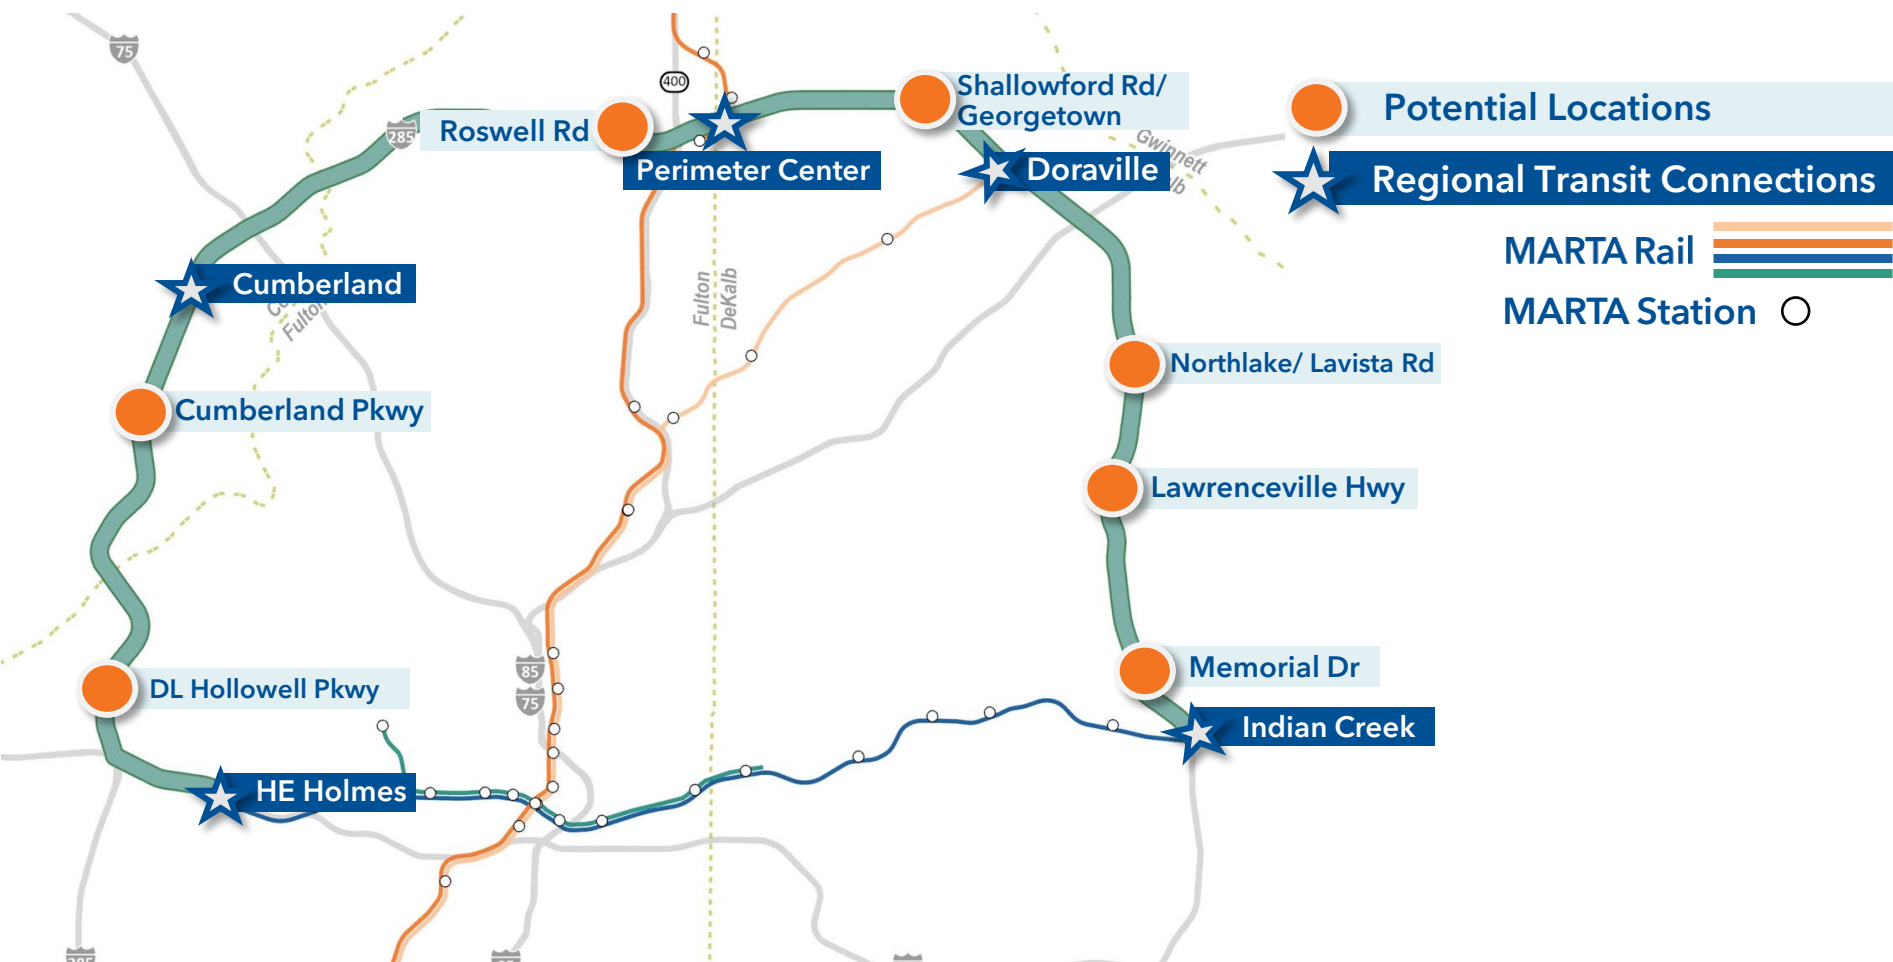 75
400
285
Roswell Rd
Perimeter Center
Shallowford Rd/
Georgetown
Doraville
Gwinnett
Potential Locations
Regional Transit Connections
MARTA Rail
MARTA Station
Cumberland
Fulton
Fulton
DeKalb
Cumberland Pkwy
Northlake/ Lavista Rd
Lawrenceville Hwy
DL Hollowell Pkwy
85
75
Memorial Dr
Indian Creek
HE Holmes